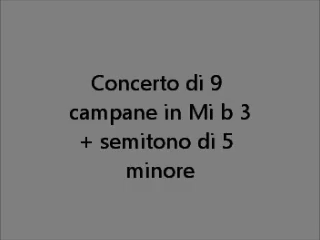 Concerto di 9
campane in Mi b 3
+ semitono di 5
minore